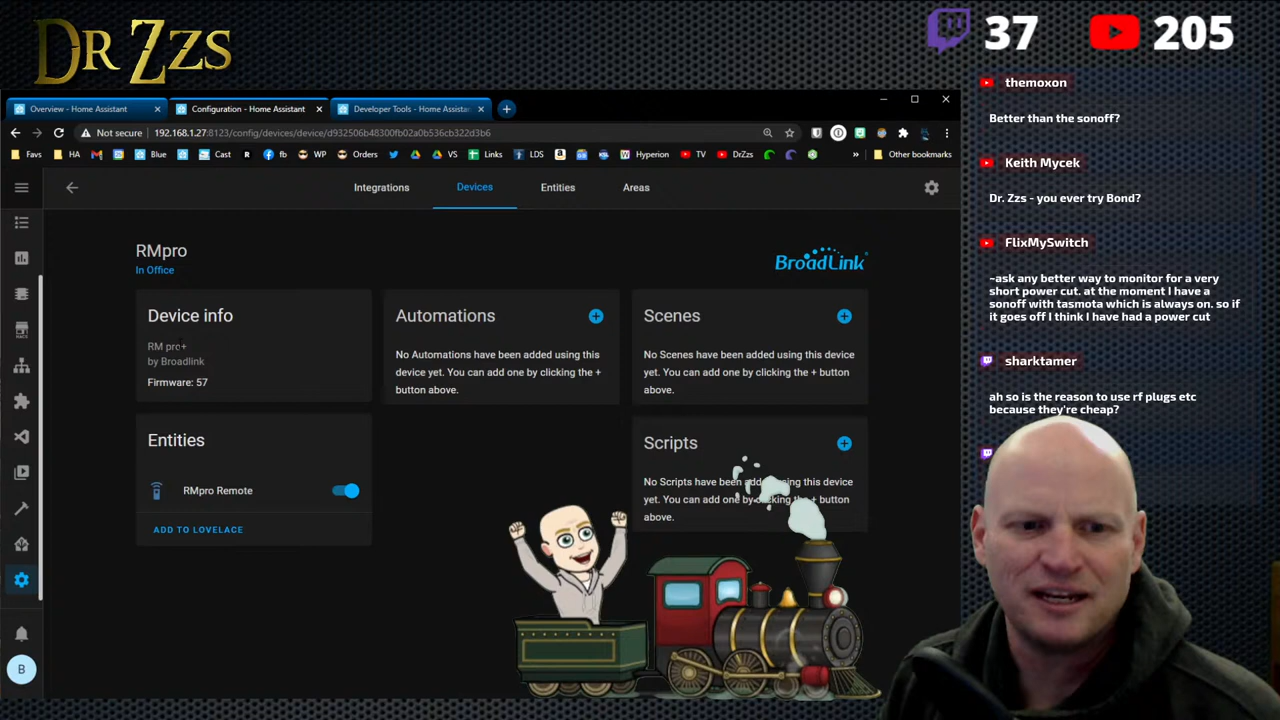 DR ZZS
37
205
Overview - Home Assistant
Configuration - Home Assistant
Developer Tools - Home Assistan
Not secure
192.168.1.27:8123/config/devices/device/d932506b48300fb02a0b536cb322d3b6
Favs
HA
Blue
Cast
fb
WP
Orders
VS
Links
LDS
Hyperion
TV
DrZzs
»
Other bookmarks
Integrations
Devices
Entities
Areas
RMpro
In Office
BroadLink
Device info
RM pro+
by Broadlink
Firmware: 57
Automations
No Automations have been added using this
device yet. You can add one by clicking the +
button above.
Scenes
No Scenes have been added using this
device yet. You can add one by clicking the +
button above.
Entities
RMpro Remote
ADD TO LOVELACE
Scripts
No Scripts have been added using this device
yet. You can add one by clicking the + button
above.
B
themoxon
Better than the sonoff?
Keith Mycek
Dr. Zzs - you ever try Bond?
FlixMySwitch
~ask any better way to monitor for a very
short power cut. at the moment I have a
sonoff with tasmota which is always on. so if
it goes off I think I have had a power cut
sharktamer
ah so is the reason to use rf plugs etc
because they're cheap?